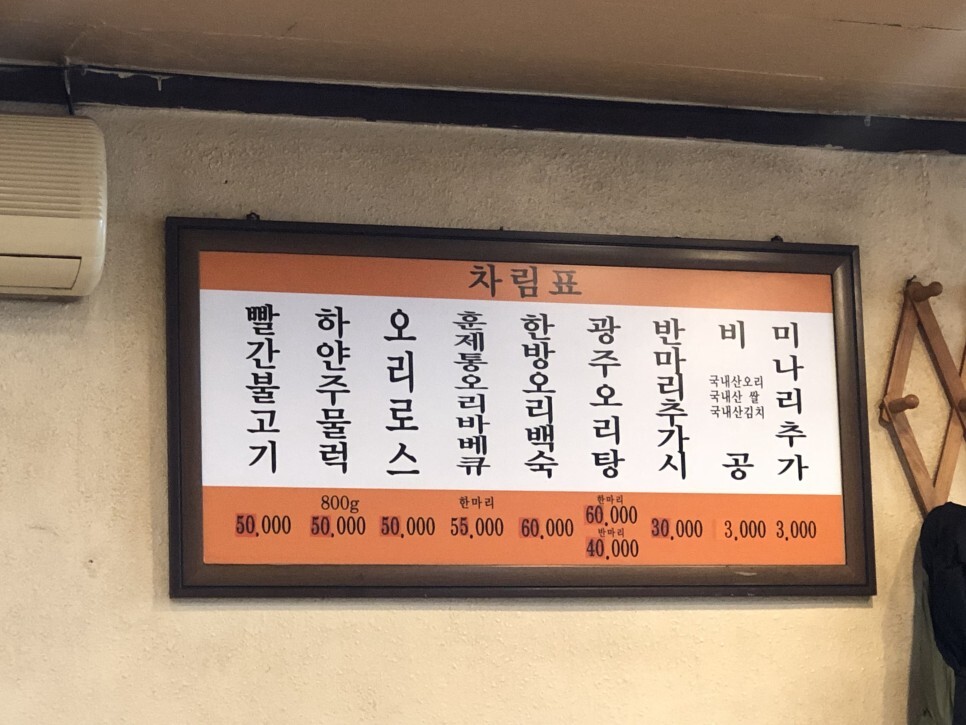 차림표
빨간불고기
하얀주물럭
오리로스
훈제통오리바베큐
한방오리백숙
광주오리탕
반마리추가시
비 공
국내산오리
국내산 쌀
국내산김치
미나리추가
50,000
800g
50,000
50,000
한마리
55,000
60,000
한마리
60,000
반마리
40,000
30,000
3,000
3,000